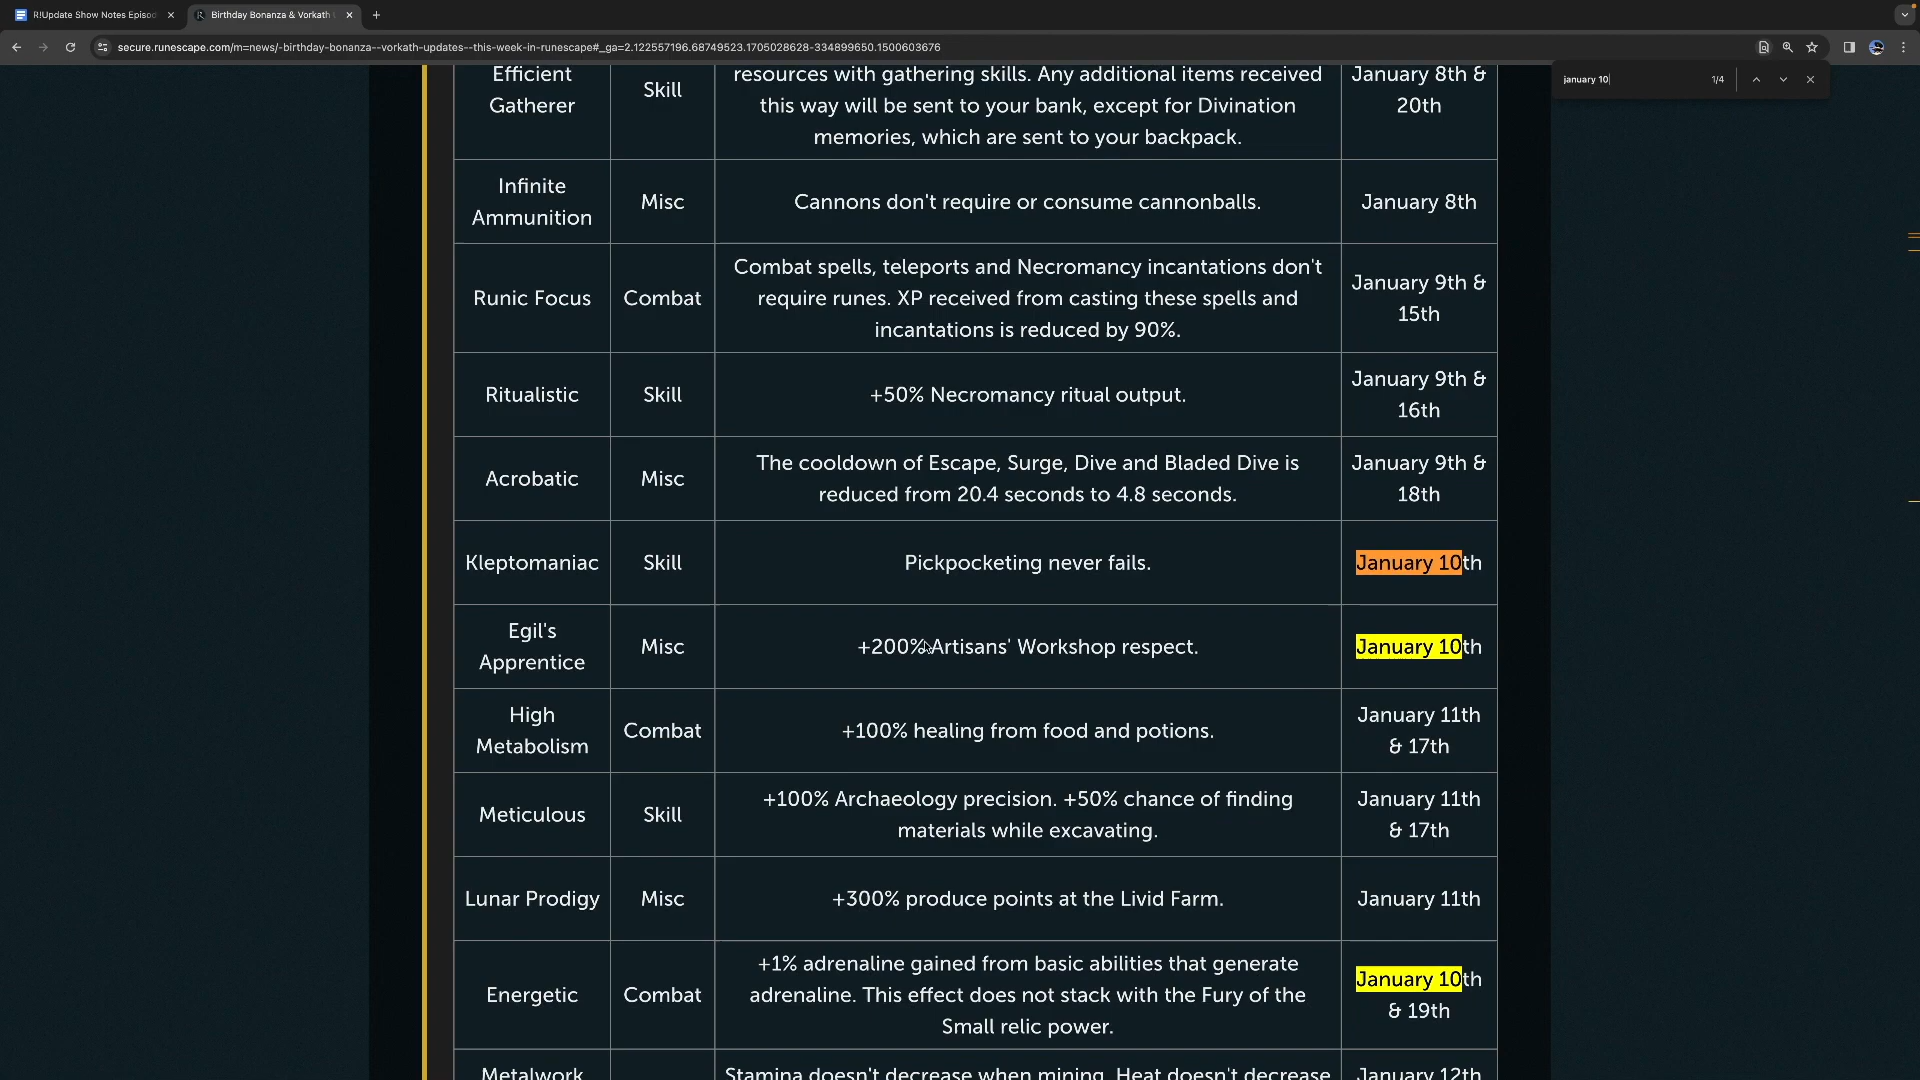 R!Update Show Notes Episod
Birthday Bonanza & Vorkath
secure.runescape.com/m=news/-birthday-bonanza--vorkath-updates--this-week-in-runescape#_ga=2.122557196.68749523.1705028628-334899650.1500603676
january 10
1/4
Efficient
Gatherer
Skill
resources with gathering skills. Any additional items received
this way will be sent to your bank, except for Divination
memories, which are sent to your backpack.
January 8th &
20th
Infinite
Ammunition
Misc
Cannons don't require or consume cannonballs.
January 8th
Runic Focus
Combat
Combat spells, teleports and Necromancy incantations don't
require runes. XP received from casting these spells and
incantations is reduced by 90%.
January 9th &
15th
Ritualistic
Skill
+50% Necromancy ritual output.
January 9th &
16th
Acrobatic
Misc
The cooldown of Escape, Surge, Dive and Bladed Dive is
reduced from 20.4 seconds to 4.8 seconds.
January 9th &
18th
Kleptomaniac
Skill
Pickpocketing never fails.
January 10th
Egil's
Apprentice
Misc
+200% Artisans' Workshop respect.
January 10th
High
Metabolism
Combat
+100% healing from food and potions.
January 11th
& 17th
Meticulous
Skill
+100% Archaeology precision. +50% chance of finding
materials while excavating.
January 11th
& 17th
Lunar Prodigy
Misc
+300% produce points at the Livid Farm.
January 11th
Energetic
Combat
+1% adrenaline gained from basic abilities that generate
adrenaline. This effect does not stack with the Fury of the
Small relic power.
January 10th
& 19th
Metalwork
Stamina doesn't decrease when mining. Heat doesn't decrease
January 12th